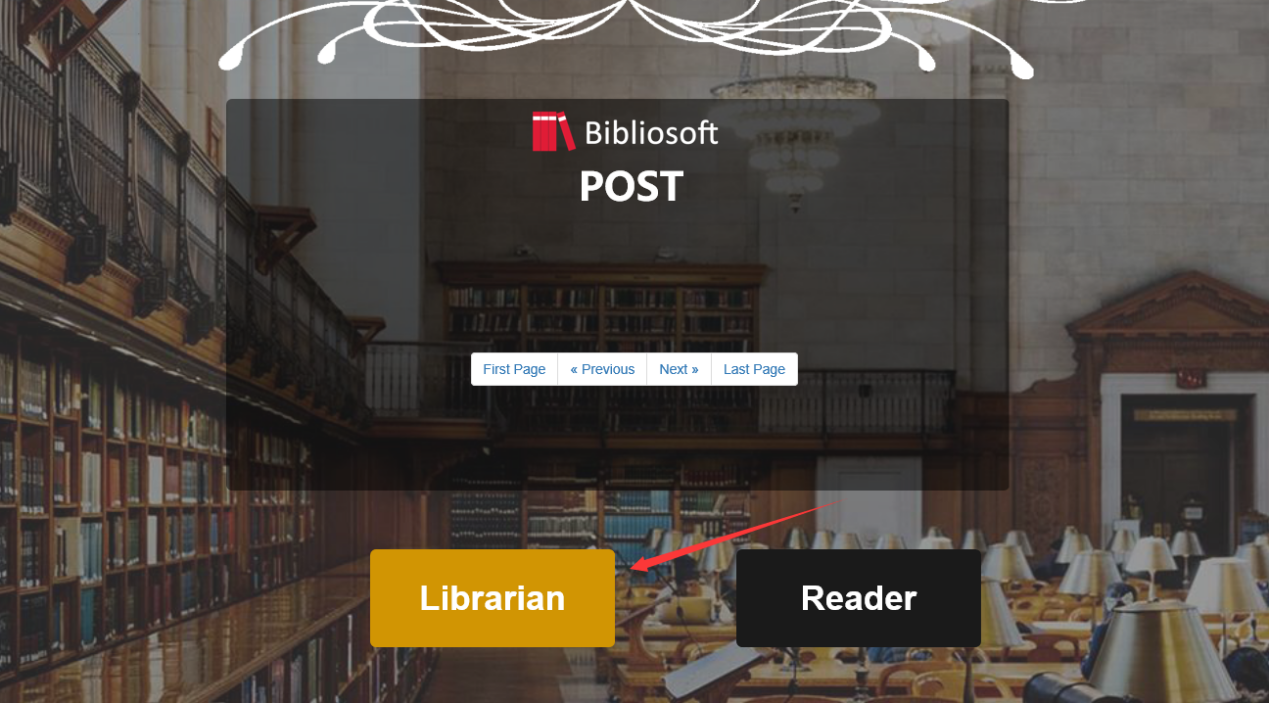 Bibliosoft
POST
First Page « Previous Next » Last Page
Librarian Reader